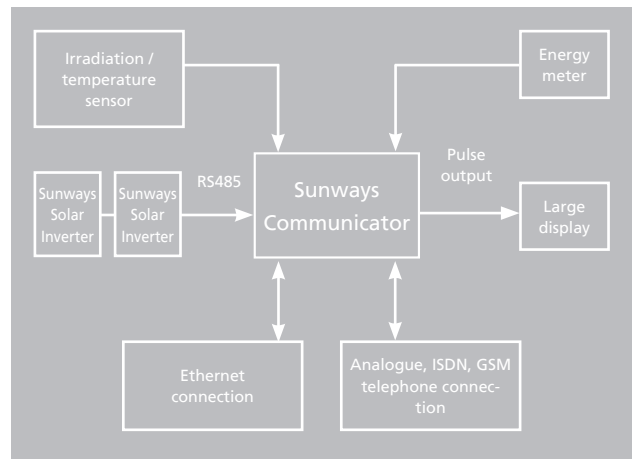 Irradiation /
temperature
sensor
Energy
meter
Sunways
Solar
Inverter
Sunways
Solar
Inverter
RS485
Sunways
Communicator
Pulse
output
Large
display
Ethernet
connection
Analogue, ISDN, GSM
telephone connec-
tion